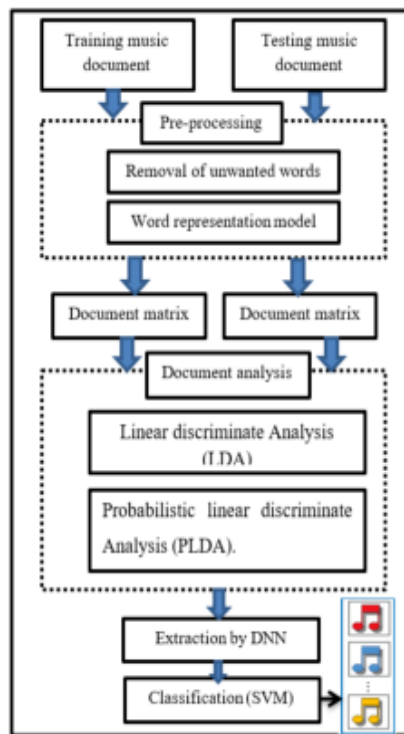 Training music
document
Testing music
document
Pre-processing
Removal of unwanted words
Word representation model
Document matrix
Document matrix
Document analysis
Linear discriminate Analysis
(LDA)
Probabilistic linear discriminate
Analysis (PLDA).
Extraction by DNN
Classification (SVM)